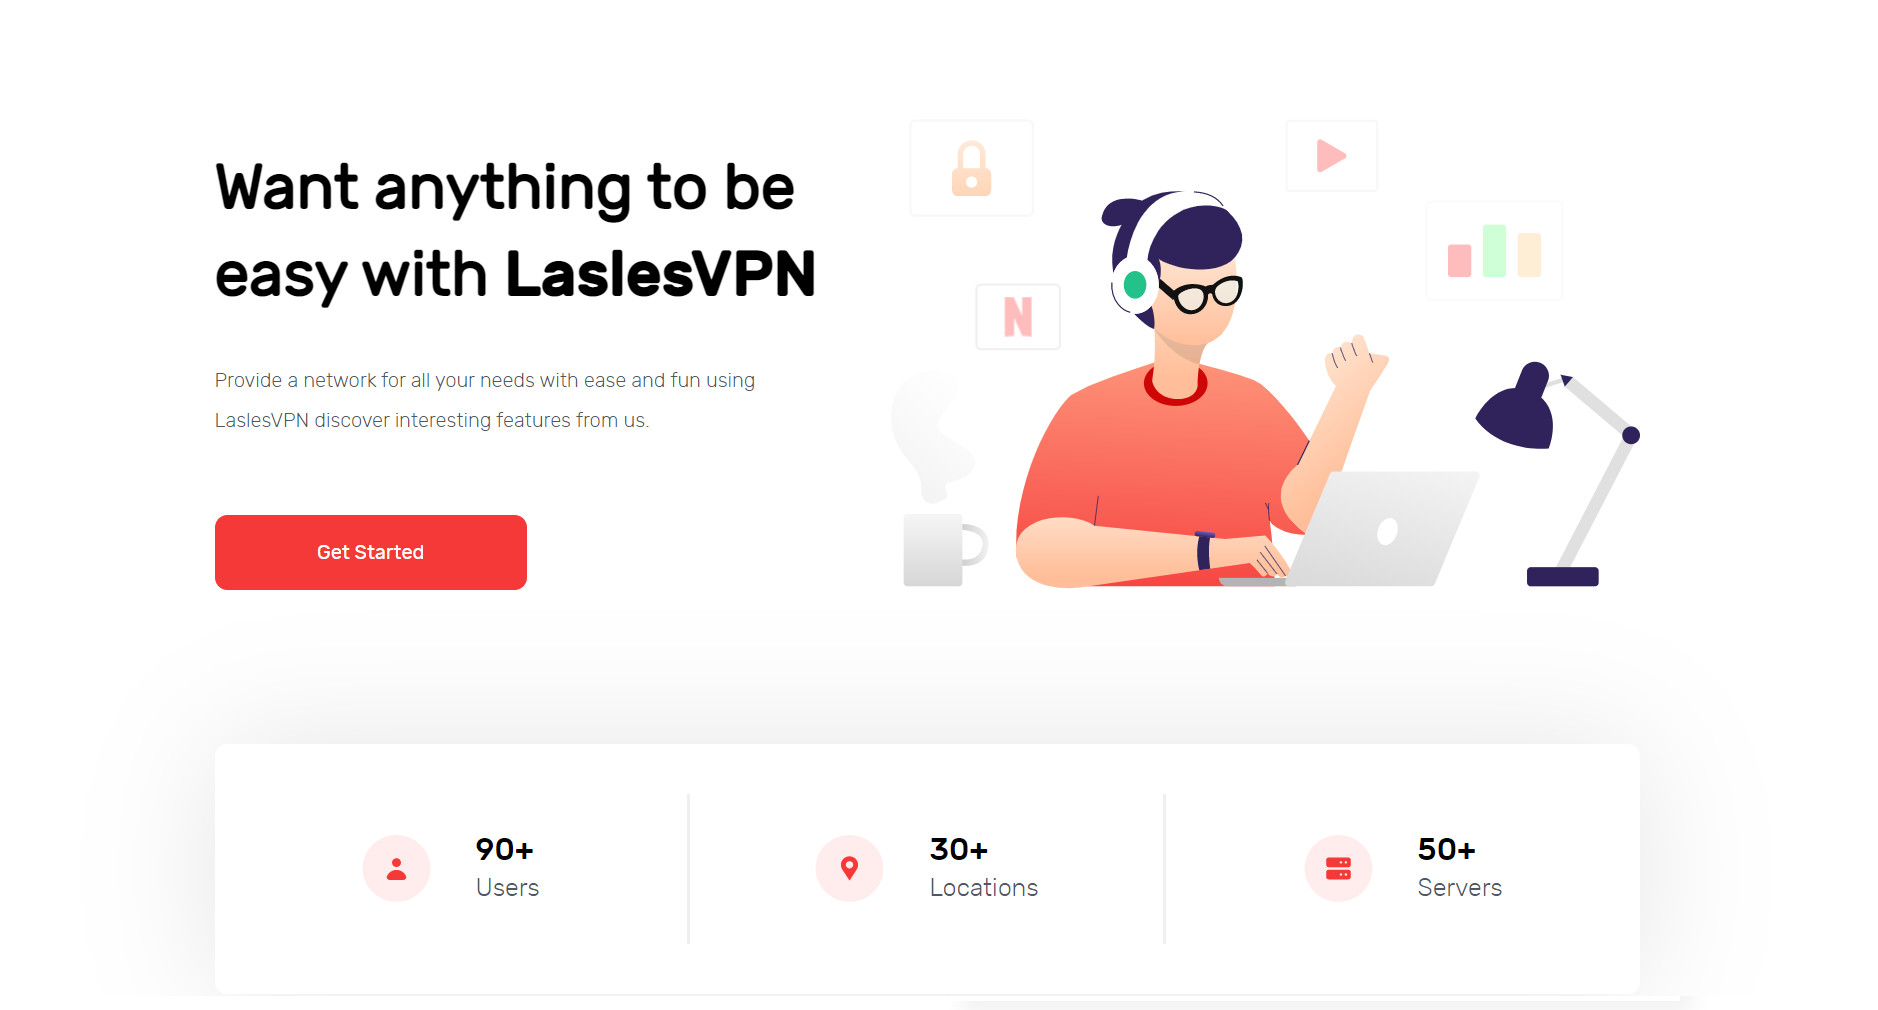 Want anything to be
easy with LaslesVPN
Provide a network for all your needs with ease and fun using
LaslesVPN discover interesting features from us.
Get Started
N
90+
Users
30+
Locations
50+
Servers